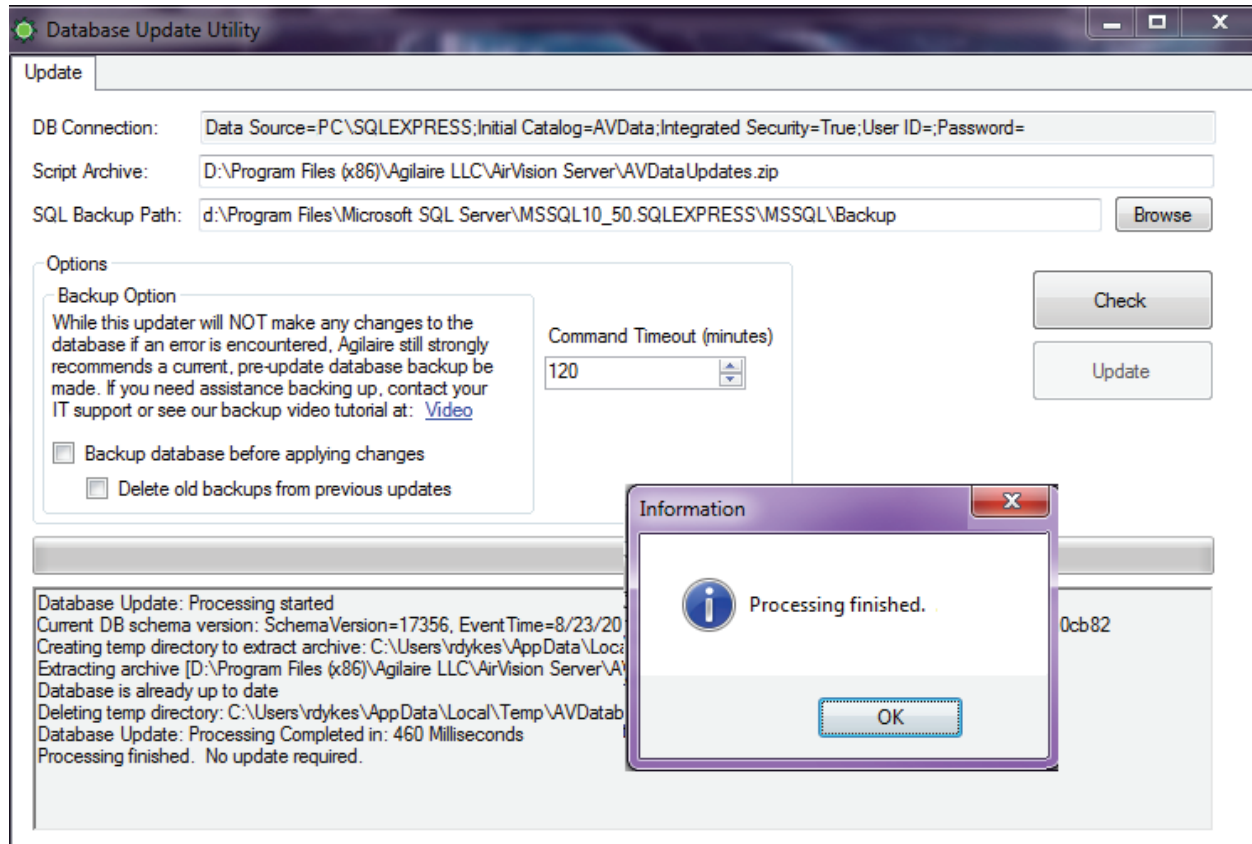 Database Update Utility
Update
DB Connection: Data Source=PC\SQLEXPRESS;Initial Catalog=AVData;Integrated Security=True;User ID=;Password=
Script Archive: D:\Program Files (x86)\Agilaire LLC\AirVision Server\AVDataUpdates.zip
SQL Backup Path: d:\Program Files\Microsoft SQL Server\MSSQL10_50.SQLEXPRESS\MSSQL\Backup Browse
Options
Backup Option
While this updater will NOT make any changes to the
database if an error is encountered, Agilaire still strongly
recommends a current, pre-update database backup be
made. If you need assistance backing up, contact your
IT support or see our backup video tutorial at: Video
Backup database before applying changes
Delete old backups from previous updates
Command Timeout (minutes)
120
Check
Update
Information
Processing finished.
OK
Database Update: Processing started
Current DB schema version: SchemaVersion=17356, EventTime=8/23/20 0cb82
Creating temp directory to extract archive: C:\Users\rdykes\AppData\Loca
Extracting archive [D:\Program Files (x86)\Agilaire LLC\AirVision Server\A
Database is already up to date
Deleting temp directory: C:\Users\rdykes\AppData\Local\Temp\AVDatab
Database Update: Processing Completed in: 460 Milliseconds
Processing finished. No update required.